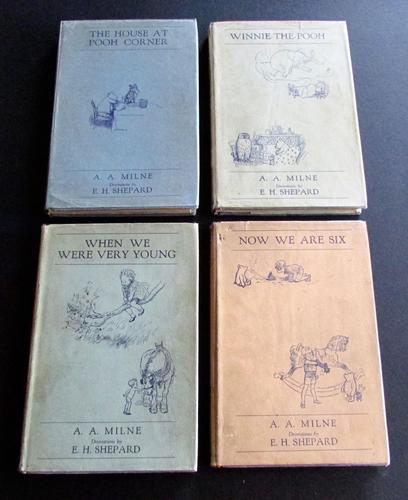 THE HOUSE AT
POOH CORNER
A. A. MILNE
Decorations by
E. H. SHEPARD
WINNIE-THE-POOH
A. A. MILNE
Decorations by
E. H. SHEPARD
WHEN WE
WERE VERY YOUNG
A. A. MILNE
Decorations by
E. H. SHEPARD
NOW WE ARE SIX
A. A. MILNE
Decorations by
E. H. SHEPARD